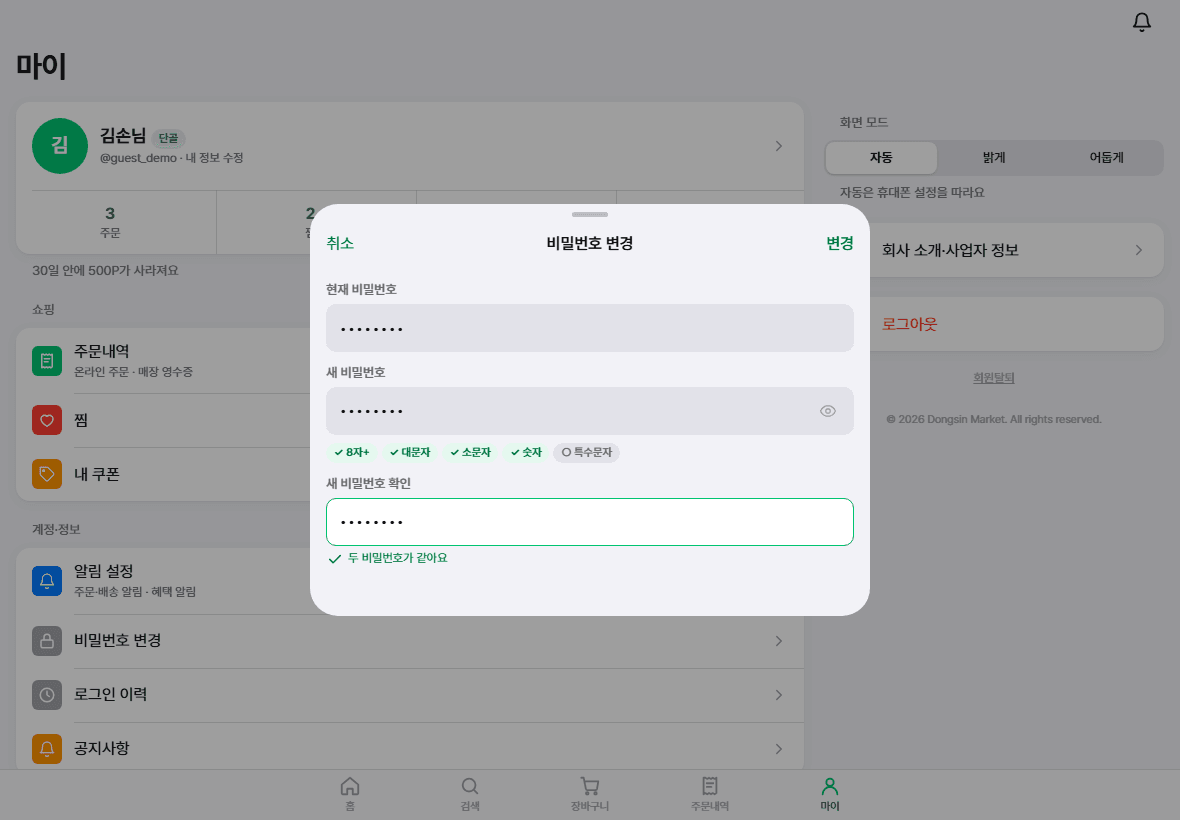 마이
김
김손님
단골
@guest_demo · 내 정보 수정
3
주문
2
30일 안에 500P가 사라져요
쇼핑
주문내역
온라인 주문 · 매장 영수증
찜
내 쿠폰
계정·정보
알림 설정
주문·배송 알림 · 혜택 알림
비밀번호 변경
로그인 이력
공지사항
화면 모드
자동
밝게
어둡게
자동은 휴대폰 설정을 따라요
회사 소개·사업자 정보
로그아웃
회원탈퇴
© 2026 Dongsin Market. All rights reserved.
취소
비밀번호 변경
변경
현재 비밀번호
••••••••
새 비밀번호
••••••••
8자+
대문자
소문자
숫자
특수문자
새 비밀번호 확인
••••••••
두 비밀번호가 같아요
홈
검색
장바구니
주문내역
마이